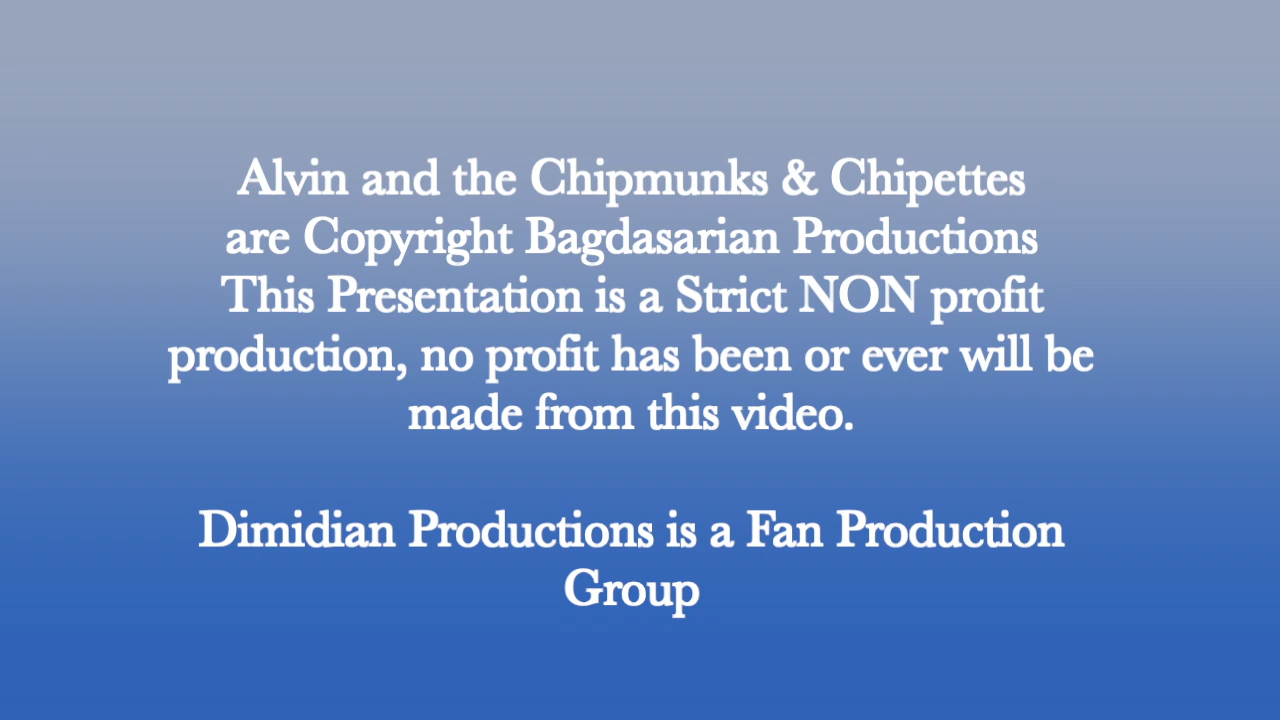 Alvin and the Chipmunks & Chipettes
are Copyright Bagdasarian Productions
This Presentation is a Strict NON profit
production, no profit has been or ever will be
made from this video.
Dimidian Productions is a Fan Production
Group